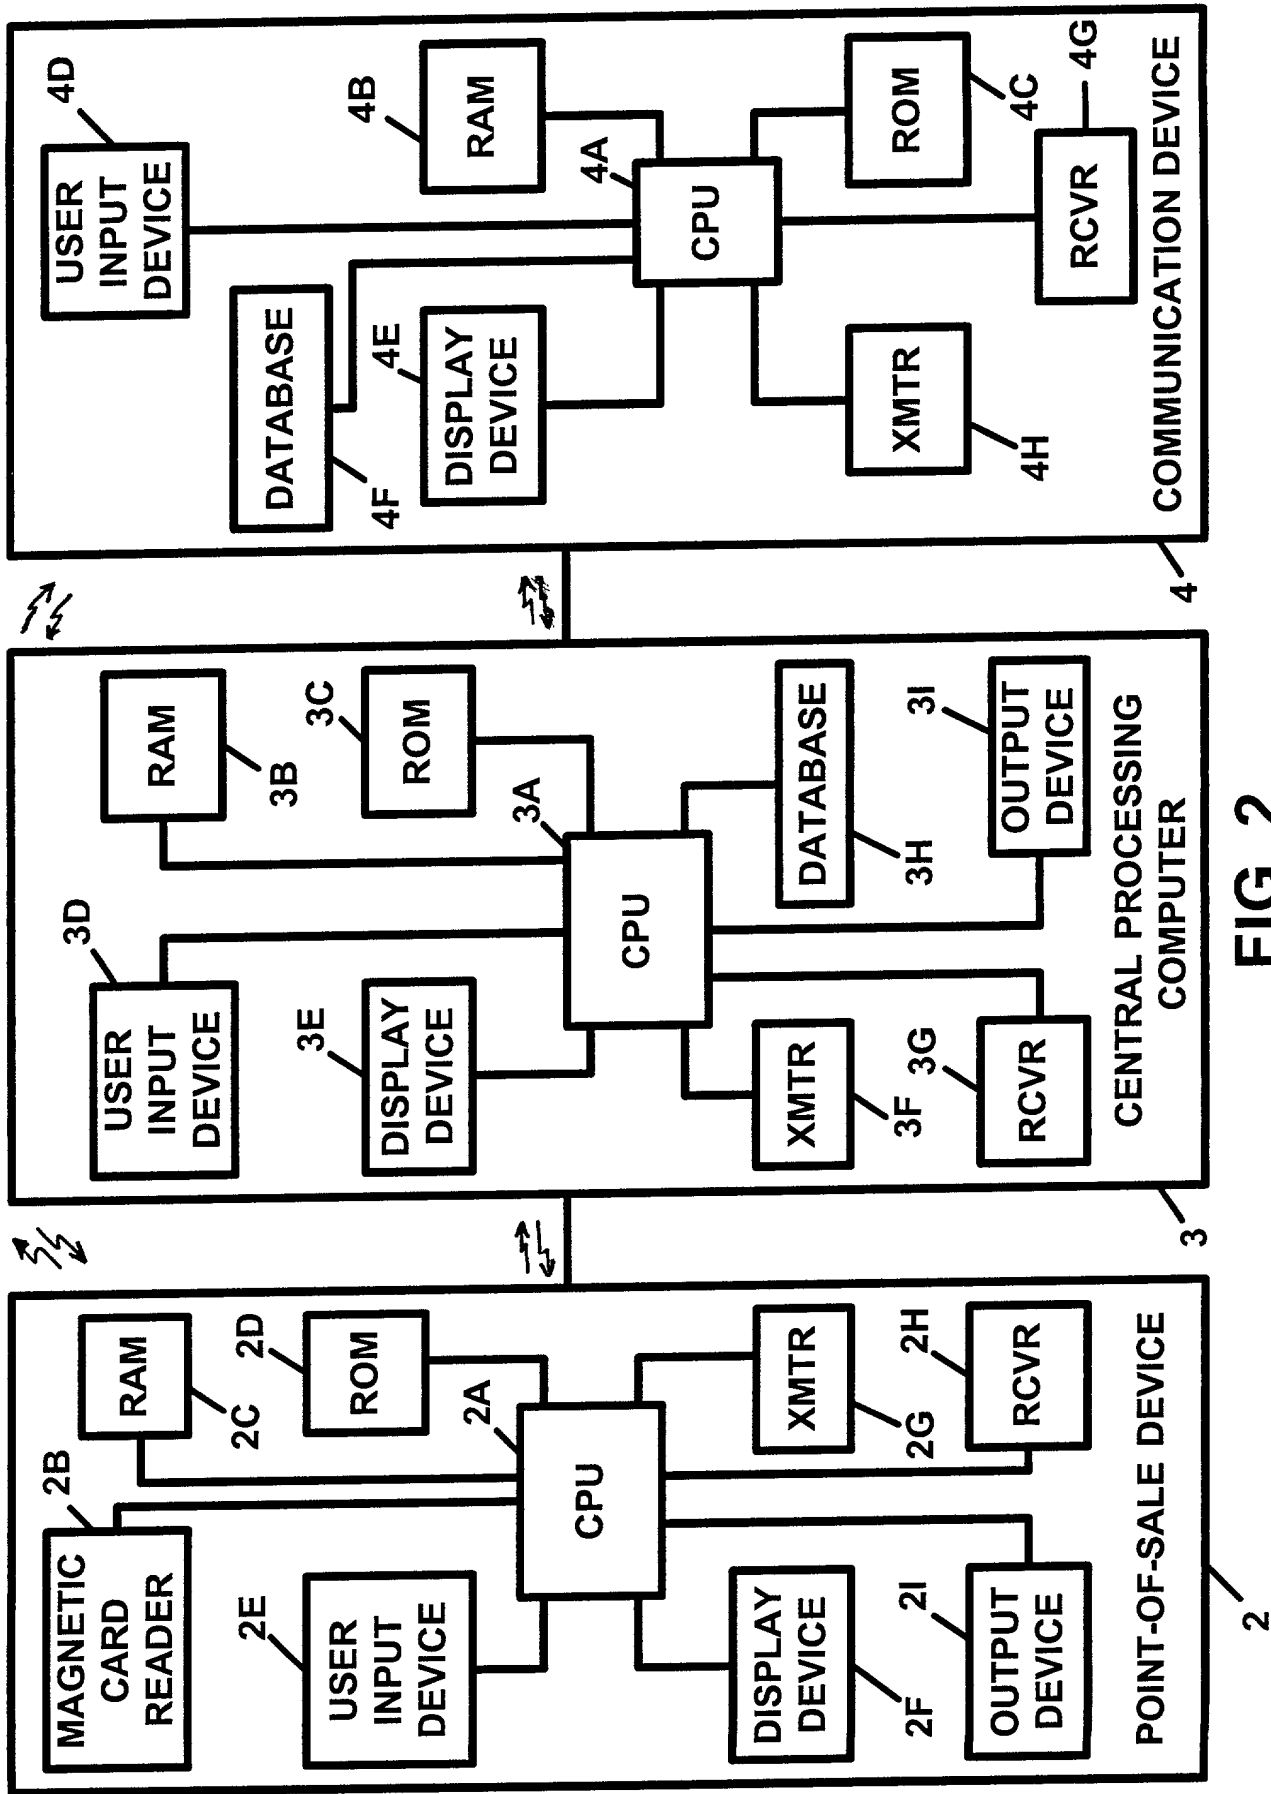 MAGNETIC
CARD
READER
2B
RAM
2C
USER
INPUT
DEVICE
2E
ROM
2D
CPU
2A
DISPLAY
DEVICE
2F
XMTR
2G
OUTPUT
DEVICE
2I
RCVR
2H
POINT-OF-SALE DEVICE
2
USER
INPUT
DEVICE
3D
RAM
3B
DISPLAY
DEVICE
3E
ROM
3C
CPU
3A
XMTR
3F
DATABASE
3H
RCVR
3G
OUTPUT
DEVICE
3I
CENTRAL PROCESSING
COMPUTER
3
USER
INPUT
DEVICE
4D
DATABASE
4F
DISPLAY
DEVICE
4E
RAM
4B
CPU
4A
XMTR
4H
ROM
4C
RCVR
4G
COMMUNICATION DEVICE
4
FIG. 2